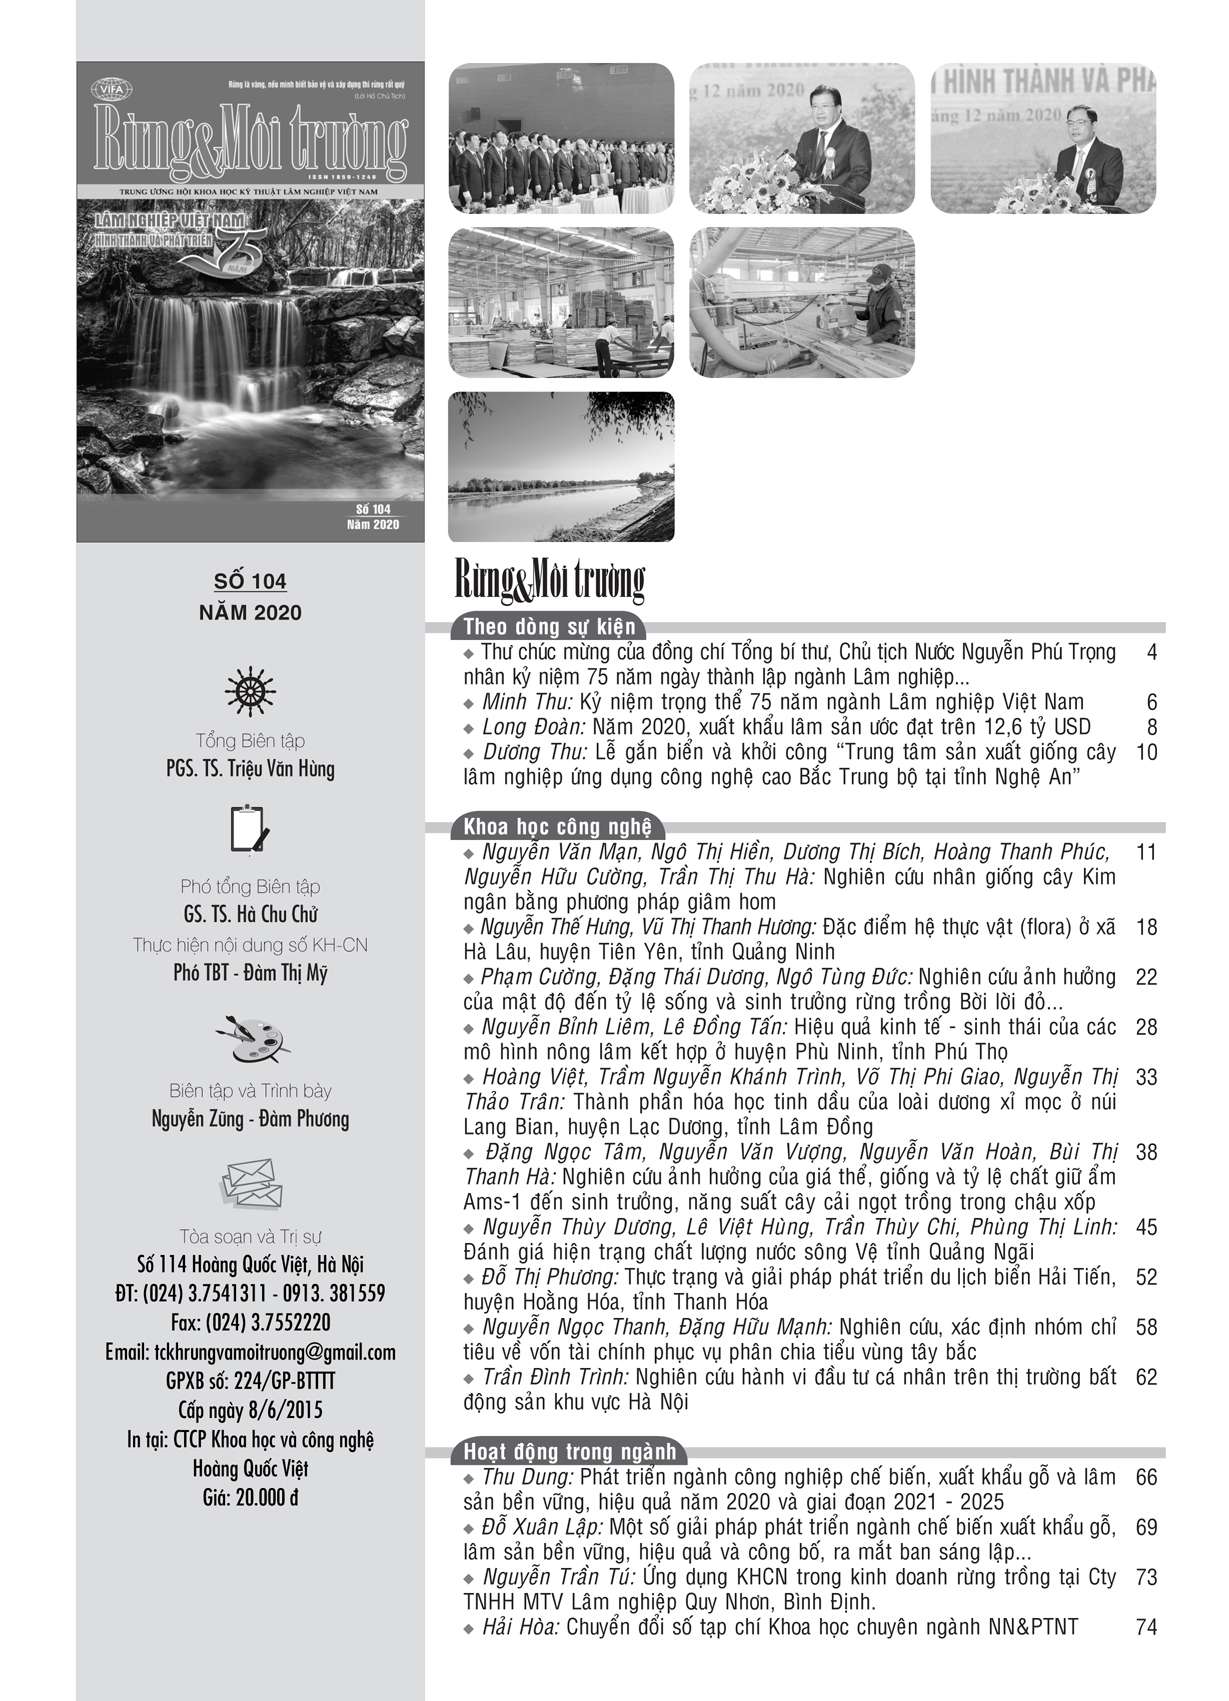 VIFA
Rừng là vàng, nếu mình biết bảo vệ và xây dựng thì rừng rất quý
(Lời Hồ Chủ Tịch)
Rừng&Môi trường
ISSN 1859-1248
TRUNG ƯƠNG HỘI KHOA HỌC KỸ THUẬT LÂM NGHIỆP VIỆT NAM
LÂM NGHIỆP VIỆT NAM
HÌNH THÀNH VÀ PHÁT TRIỂN 75
NĂM
Số 104
Năm 2020
g 12 năm 2020
HÌNH THÀNH VÀ PHÁ
áng 12 năm 2020
SỐ 104
NĂM 2020
Tổng Biên tập
PGS. TS. Triệu Văn Hùng
Phó tổng Biên tập
GS. TS. Hà Chu Chử
Thực hiện nội dung số KH-CN
Phó TBT - Đàm Thị Mỹ
Biên tập và Trình bày
Nguyễn Zũng - Đàm Phương
Tòa soạn và Trị sự
Số 114 Hoàng Quốc Việt, Hà Nội
ĐT: (024) 3.7541311 - 0913. 381559
Fax: (024) 3.7552220
Email: tckhrungvamoitruong@gmail.com
GPXB số: 224/GP-BTTTT
Cấp ngày 8/6/2015
In tại: CTCP Khoa học và công nghệ
Hoàng Quốc Việt
Giá: 20.000 đ
Rừng&Môi trường
Theo dòng sự kiện
◆ Thư chúc mừng của đồng chí Tổng bí thư, Chủ tịch Nước Nguyễn Phú Trọng 4
nhân kỷ niệm 75 năm ngày thành lập ngành Lâm nghiệp...
◆ Minh Thu: Kỷ niệm trọng thể 75 năm ngành Lâm nghiệp Việt Nam 6
◆ Long Đoàn: Năm 2020, xuất khẩu lâm sản ước đạt trên 12,6 tỷ USD 8
◆ Dương Thu: Lễ gắn biển và khởi công “Trung tâm sản xuất giống cây 10
lâm nghiệp ứng dụng công nghệ cao Bắc Trung bộ tại tỉnh Nghệ An”
Khoa học công nghệ
◆ Nguyễn Văn Mạn, Ngô Thị Hiền, Dương Thị Bích, Hoàng Thanh Phúc, 11
Nguyễn Hữu Cường, Trần Thị Thu Hà: Nghiên cứu nhân giống cây Kim
ngân bằng phương pháp giâm hom
◆ Nguyễn Thế Hưng, Vũ Thị Thanh Hương: Đặc điểm hệ thực vật (flora) ở xã 18
Hà Lâu, huyện Tiên Yên, tỉnh Quảng Ninh
◆ Phạm Cường, Đặng Thái Dương, Ngô Tùng Đức: Nghiên cứu ảnh hưởng 22
của mật độ đến tỷ lệ sống và sinh trưởng rừng trồng Bời lời đỏ...
◆ Nguyễn Bỉnh Liêm, Lê Đồng Tấn: Hiệu quả kinh tế - sinh thái của các 28
mô hình nông lâm kết hợp ở huyện Phù Ninh, tỉnh Phú Thọ
◆ Hoàng Việt, Trầm Nguyễn Khánh Trình, Võ Thị Phi Giao, Nguyễn Thị 33
Thảo Trân: Thành phần hóa học tinh dầu của loài dương xỉ mọc ở núi
Lang Bian, huyện Lạc Dương, tỉnh Lâm Đồng
◆ Đặng Ngọc Tâm, Nguyễn Văn Vượng, Nguyễn Văn Hoàn, Bùi Thị 38
Thanh Hà: Nghiên cứu ảnh hưởng của giá thể, giống và tỷ lệ chất giữ ẩm
Ams-1 đến sinh trưởng, năng suất cây cải ngọt trồng trong chậu xốp
◆ Nguyễn Thùy Dương, Lê Việt Hùng, Trần Thùy Chi, Phùng Thị Linh: 45
Đánh giá hiện trạng chất lượng nước sông Vệ tỉnh Quảng Ngãi
◆ Đỗ Thị Phương: Thực trạng và giải pháp phát triển du lịch biển Hải Tiến, 52
huyện Hoằng Hóa, tỉnh Thanh Hóa
◆ Nguyễn Ngọc Thanh, Đặng Hữu Mạnh: Nghiên cứu, xác định nhóm chỉ 58
tiêu về vốn tài chính phục vụ phân chia tiểu vùng tây bắc
◆ Trần Đình Trình: Nghiên cứu hành vi đầu tư cá nhân trên thị trường bất 62
động sản khu vực Hà Nội
Hoạt động trong ngành
◆ Thu Dung: Phát triển ngành công nghiệp chế biến, xuất khẩu gỗ và lâm 66
sản bền vững, hiệu quả năm 2020 và giai đoạn 2021 - 2025
◆ Đỗ Xuân Lập: Một số giải pháp phát triển ngành chế biến xuất khẩu gỗ, 69
lâm sản bền vững, hiệu quả và công bố, ra mắt ban sáng lập...
◆ Nguyễn Trần Tú: Ứng dụng KHCN trong kinh doanh rừng trồng tại Cty 73
TNHH MTV Lâm nghiệp Quy Nhơn, Bình Định.
◆ Hải Hòa: Chuyển đổi số tạp chí Khoa học chuyên ngành NN&PTNT 74